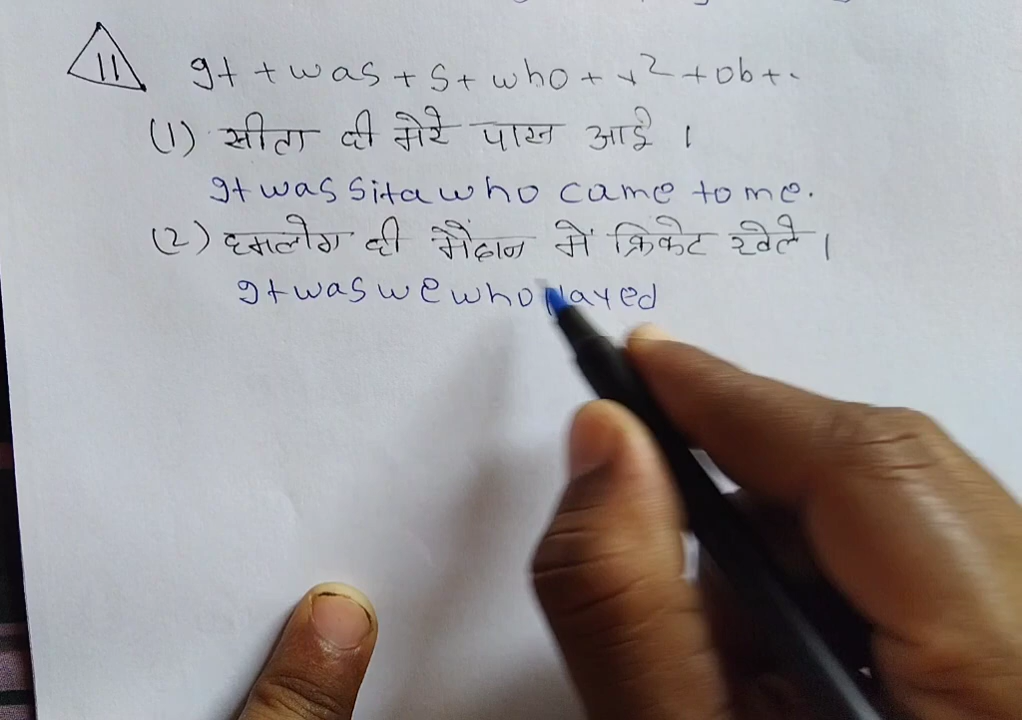 11 It + was + S + who + v2 + ob + .
(1) सीता ही मेरे पास आई ।
It was Sita who came to me.
(2) हमलोग ही मैदान में क्रिकेट खेले ।
It was we who played